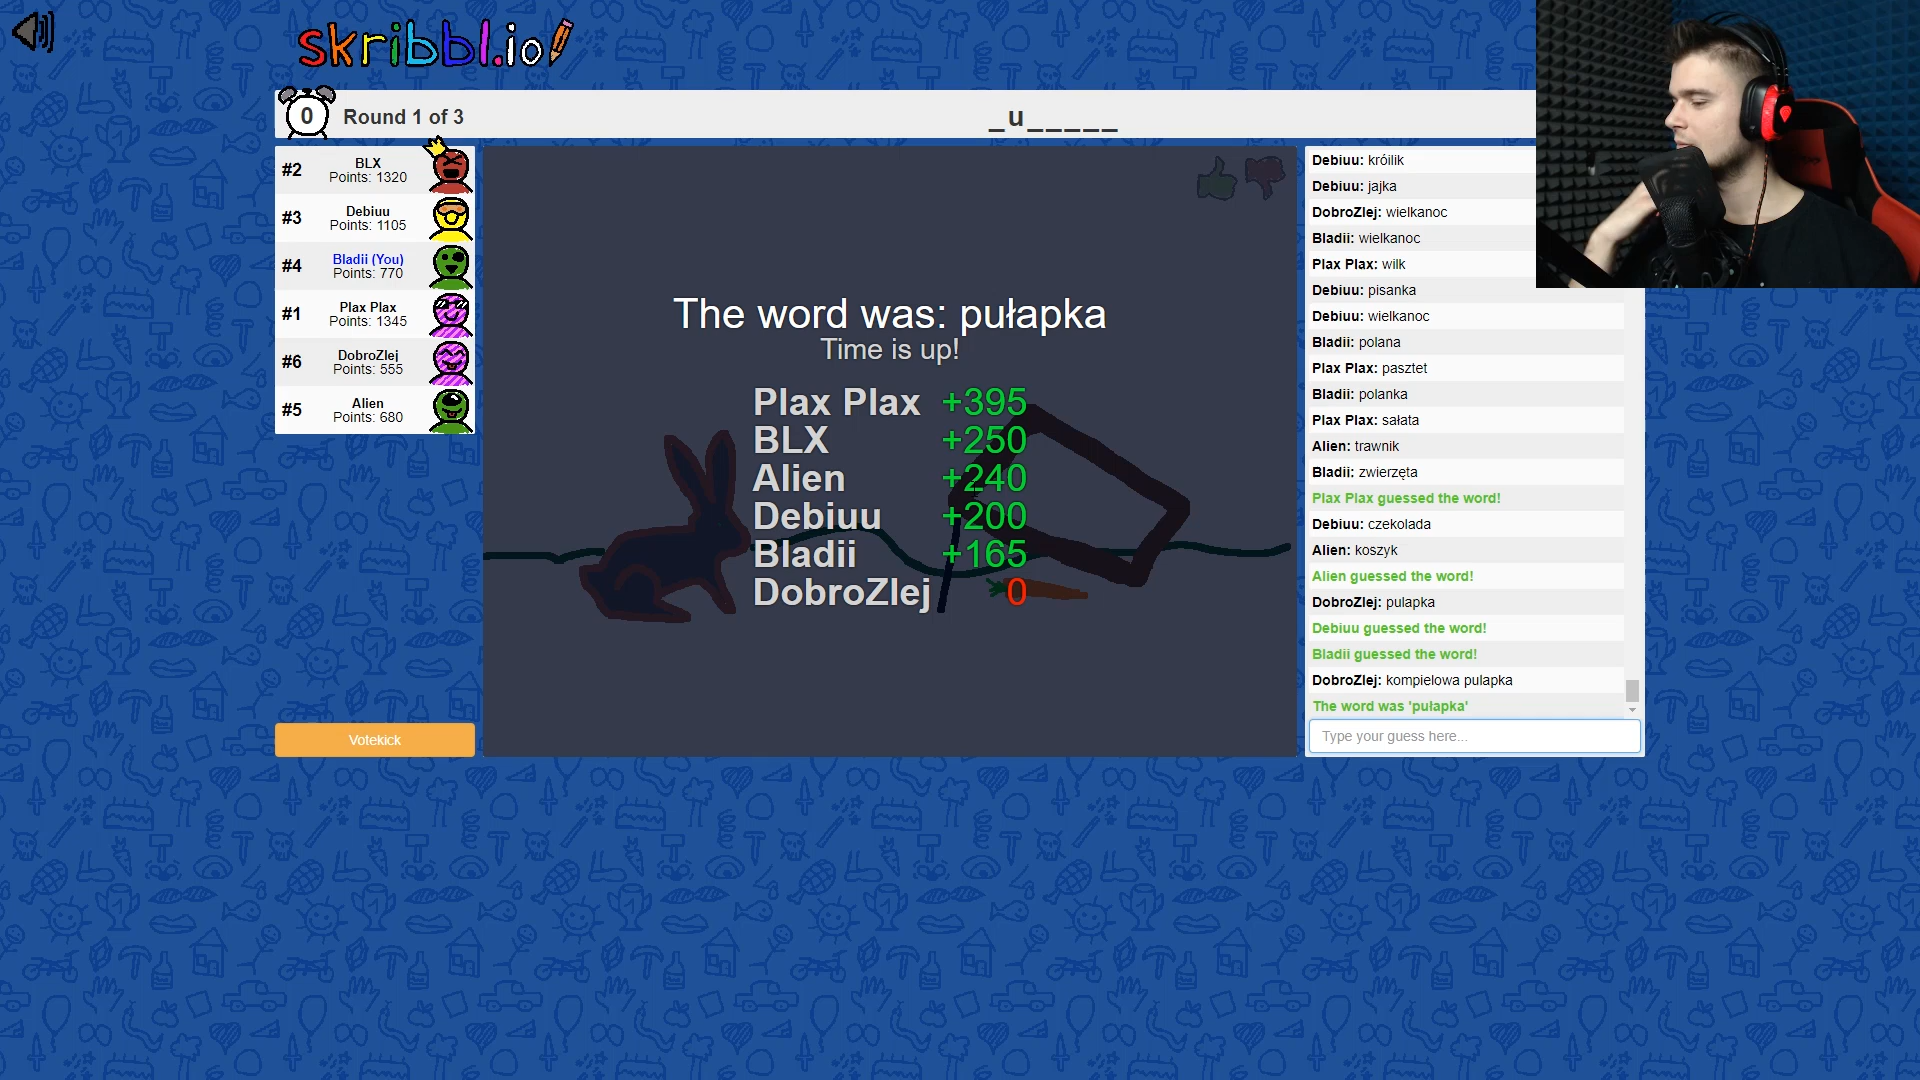 skribbl.io
0
Round 1 of 3
_u_____
#2
BLX
Points: 1320
#3
Debiuu
Points: 1105
#4
Bladii (You)
Points: 770
#1
Plax Plax
Points: 1345
#6
DobroZlej
Points: 555
#5
Alien
Points: 680
Votekick
The word was: pułapka
Time is up!
Plax Plax +395
BLX +250
Alien +240
Debiuu +200
Bladii +165
DobroZlej 0
Debiuu: króilik
Debiuu: jajka
DobroZlej: wielkanoc
Bladii: wielkanoc
Plax Plax: wilk
Debiuu: pisanka
Debiuu: wielkanoc
Bladii: polana
Plax Plax: pasztet
Bladii: polanka
Plax Plax: sałata
Alien: trawnik
Bladii: zwierzęta
Plax Plax guessed the word!
Debiuu: czekolada
Alien: koszyk
Alien guessed the word!
DobroZlej: pulapka
Debiuu guessed the word!
Bladii guessed the word!
DobroZlej: kompielowa pulapka
The word was 'pułapka'
Type your guess here...